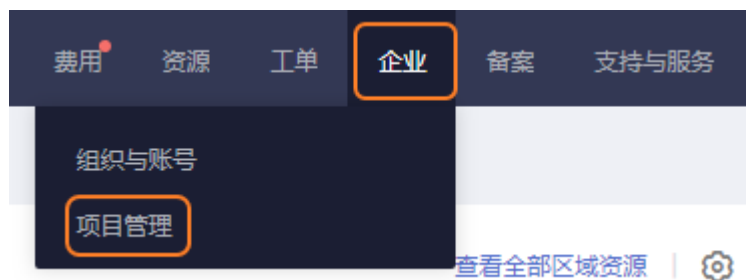 费用 资源 工单 企业 备案 支持与服务
组织与账号
项目管理
查看全部区域资源